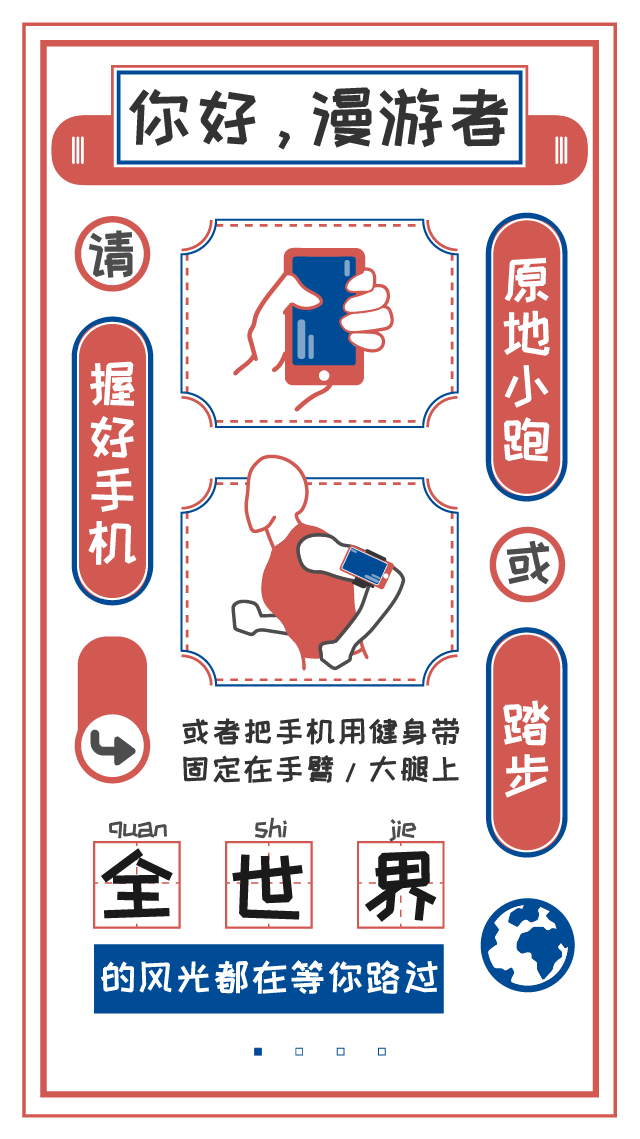 你好,漫游者
请
握好手机
原地小跑
或
踏步
或者把手机用健身带
固定在手臂 / 大腿上
quan shi jie
全世界
的风光都在等你路过